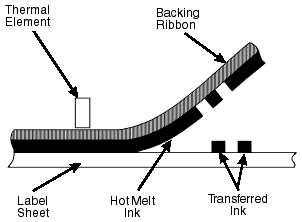 Thermal
Element
Backing
Ribbon
Label
Sheet
Hot Melt
Ink
Transferred
Ink